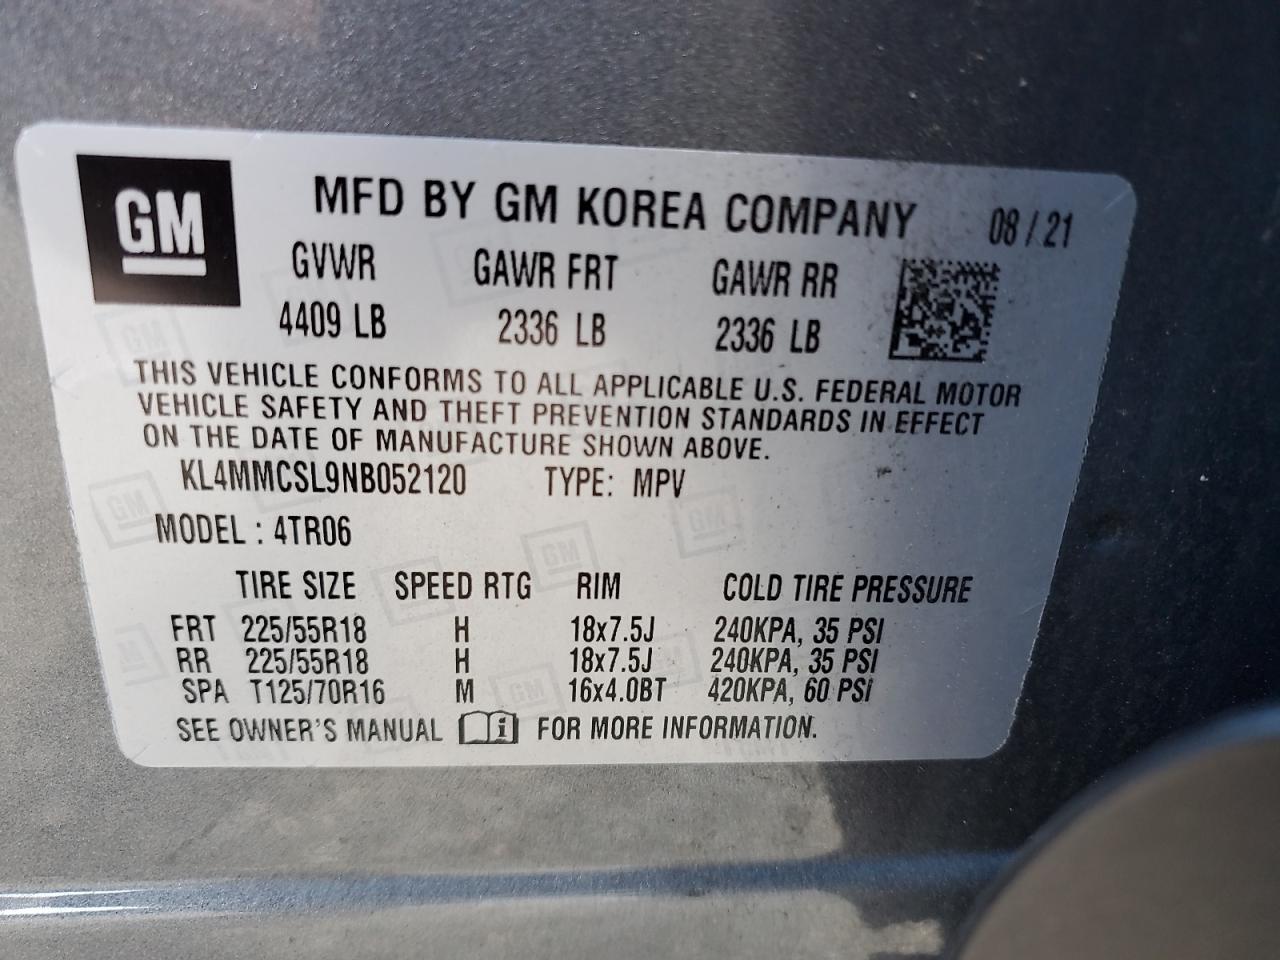 GM
MFD BY GM KOREA COMPANY 08/21
GVWR GAWR FRT GAWR RR
4409 LB 2336 LB 2336 LB
THIS VEHICLE CONFORMS TO ALL APPLICABLE U.S. FEDERAL MOTOR
VEHICLE SAFETY AND THEFT PREVENTION STANDARDS IN EFFECT
ON THE DATE OF MANUFACTURE SHOWN ABOVE.
KL4MMCSL9NB052120 TYPE: MPV
MODEL : 4TR06
TIRE SIZE SPEED RTG RIM COLD TIRE PRESSURE
FRT 225/55R18 H 18x7.5J 240KPA, 35 PSI
RR 225/55R18 H 18x7.5J 240KPA, 35 PSI
SPA T125/70R16 M 16x4.0BT 420KPA, 60 PSI
SEE OWNER'S MANUAL i FOR MORE INFORMATION.